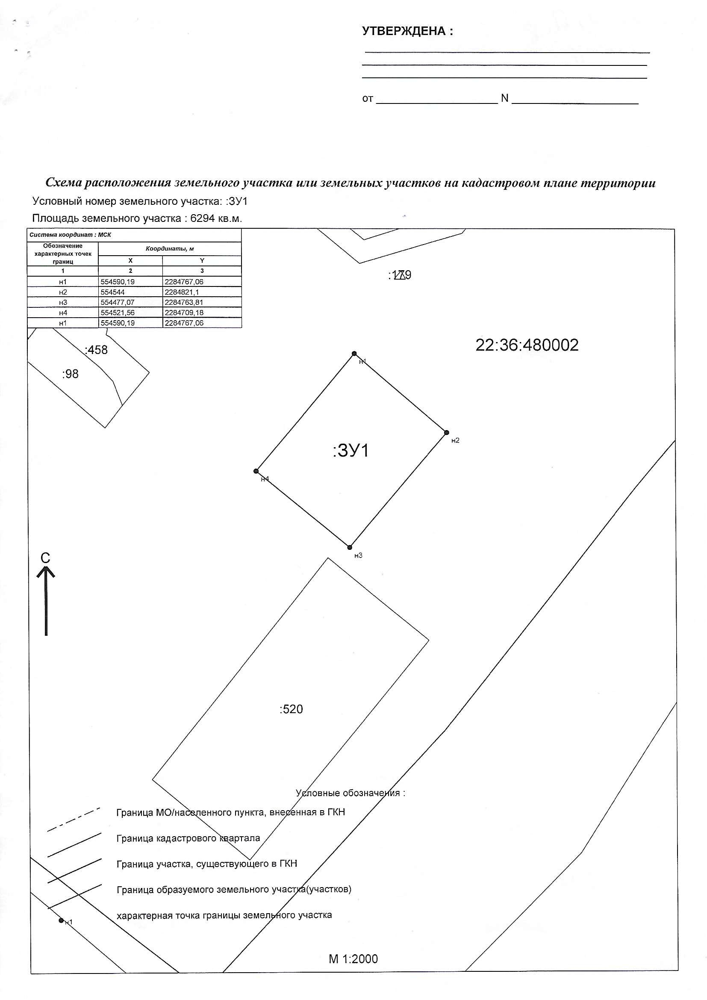 УТВЕРЖДЕНА :
от N
Схема расположения земельного участка или земельных участков на кадастровом плане территории
Условный номер земельного участка: :ЗУ1
Площадь земельного участка : 6294 кв.м.
Система координат : МСК
Обозначение характерных точек границ
Координаты, м
X Y
1 2 3
н1 554590,19 2284767,06
н2 554544 2284821,1
н3 554477,07 2284763,81
н4 554521,56 2284709,18
н1 554590,19 2284767,06
:458
:98
22:36:480002
н1
н2
:ЗУ1
н4
н3
С
:520
Условные обозначения :
Граница МО/населенного пункта, внесенная в ГКН
Граница кадастрового квартала
Граница участка, существующего в ГКН
Граница образуемого земельного участка(участков)
характерная точка границы земельного участка
н1
М 1:2000